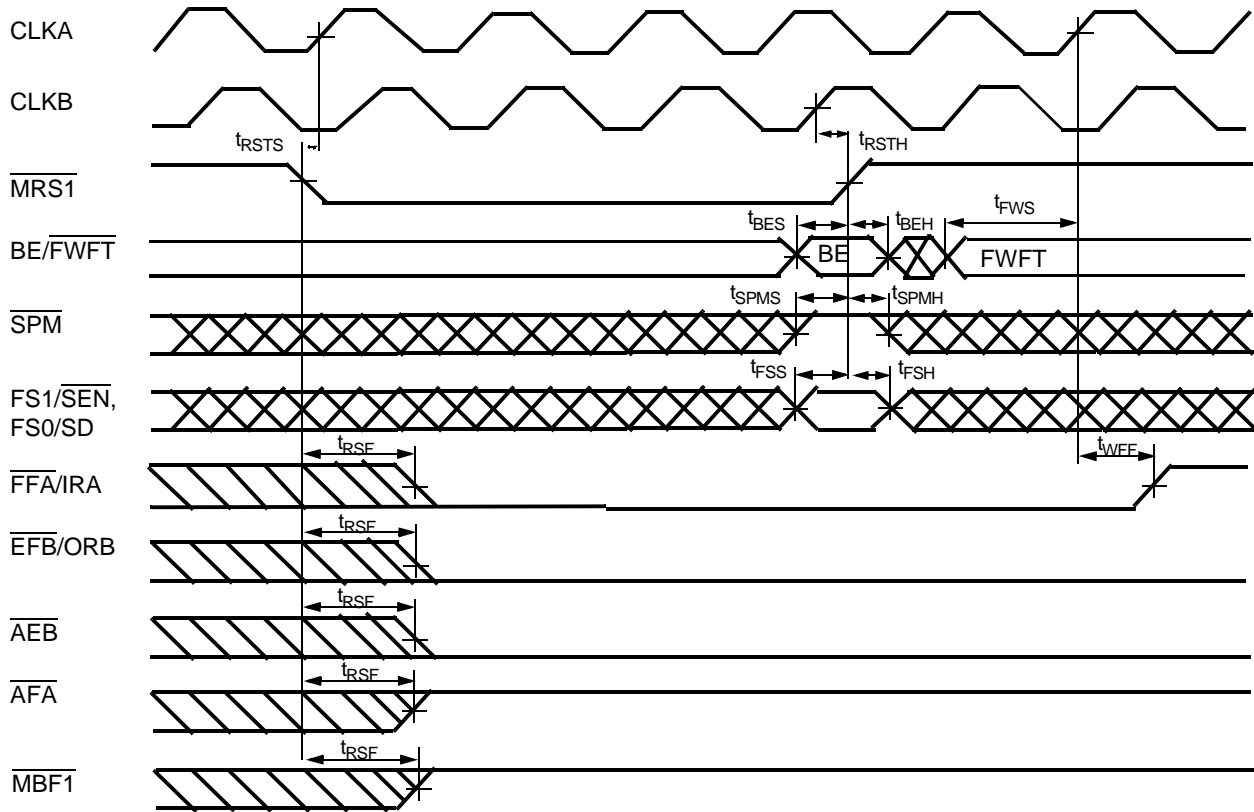 CLKA
CLKB
tRSTS
tRSTH
MRS1
tBES
tBEH
tFWS
BE/FWFT
BE
FWFT
tSPMS
tSPMH
SPM
tFSS
tFSH
FS1/SEN,
FS0/SD
tRSF
tWFF
FFA/IRA
tRSF
EFB/ORB
tRSF
AEB
tRSF
AFA
tRSF
MBF1